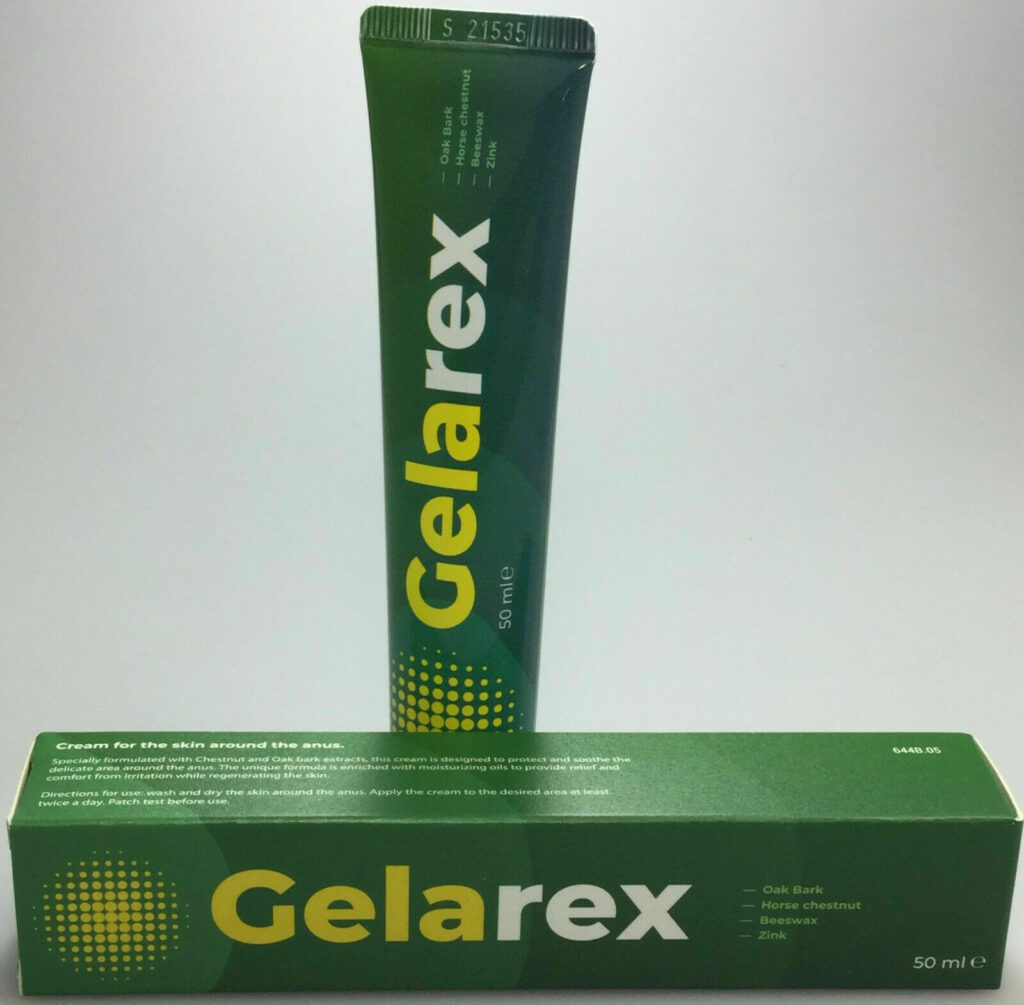 S 21535
— Oak Bark
— Horse chestnut
— Beeswax
— Zink
Gelarex
50 ml ℮
Cream for the skin around the anus.
644B.05
Specially formulated with Chestnut and Oak bark extracts, this cream is designed to protect and soothe the
delicate area around the anus. The unique formula is enriched with moisturizing oils to provide relief and
comfort from irritation while regenerating the skin.
Directions for use: wash and dry the skin around the anus. Apply the cream to the desired area at least
twice a day. Patch test before use.
Gelarex
— Oak Bark
— Horse chestnut
— Beeswax
— Zink
50 ml ℮